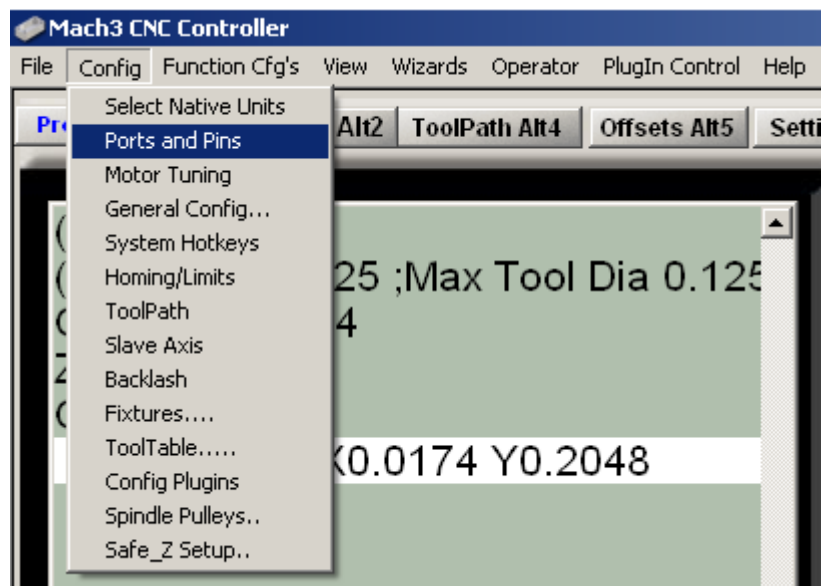 Mach3 CNC Controller
File Config Function Cfg's View Wizards Operator PlugIn Control Help
Alt2 ToolPath Alt4 Offsets Alt5
Select Native Units
Ports and Pins
Motor Tuning
General Config...
System Hotkeys
Homing/Limits
ToolPath
Slave Axis
Backlash
Fixtures....
ToolTable.....
Config Plugins
Spindle Pulleys..
Safe_Z Setup..
25 ;Max Tool Dia 0.125
4
X0.0174 Y0.2048